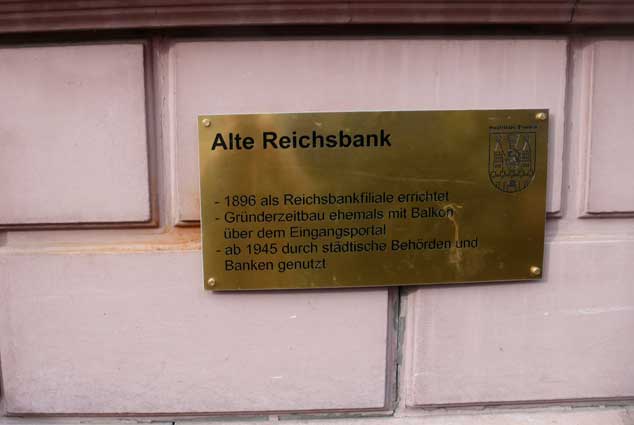 Alte Reichsbank
- 1896 als Reichsbankfiliale errichtet
- Gründerzeitbau ehemals mit Balkon
über dem Eingangsportal
- ab 1945 durch städtische Behörden und
Banken genutzt